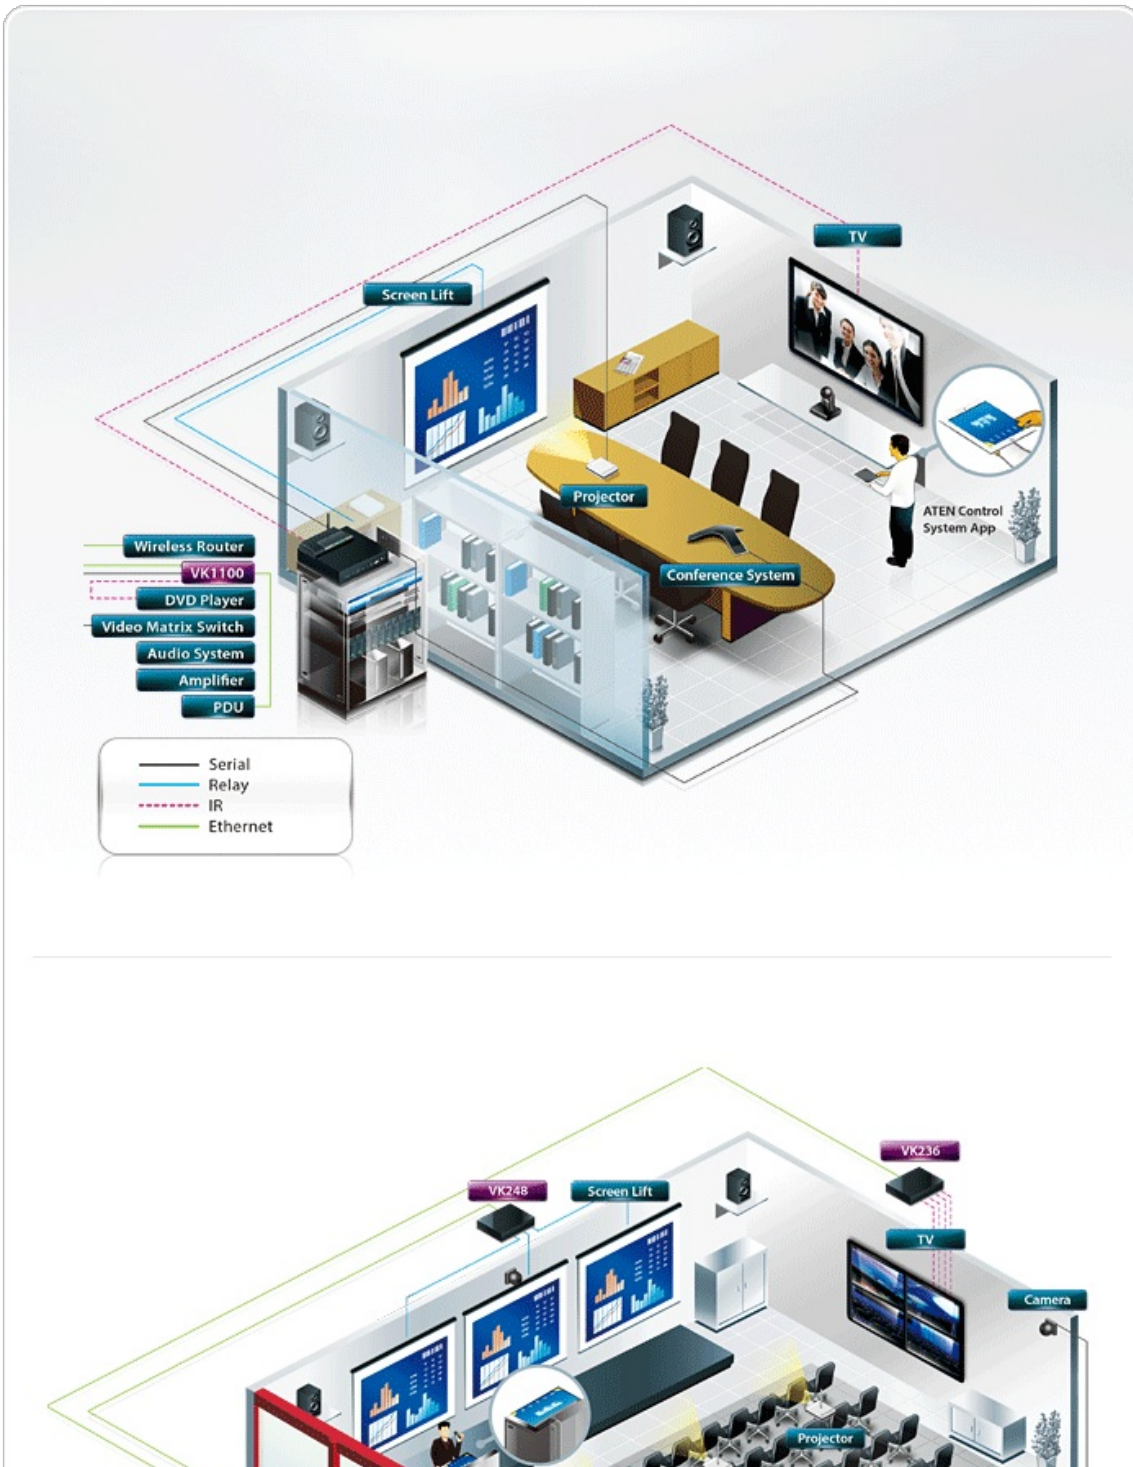 TV
Screen Lift
Projector
ATEN Control
System App
Conference System
Wireless Router
VK1100
DVD Player
Video Matrix Switch
Audio System
Amplifier
PDU
Serial
Relay
IR
Ethernet
VK236
VK248
Screen Lift
TV
Camera
Projector